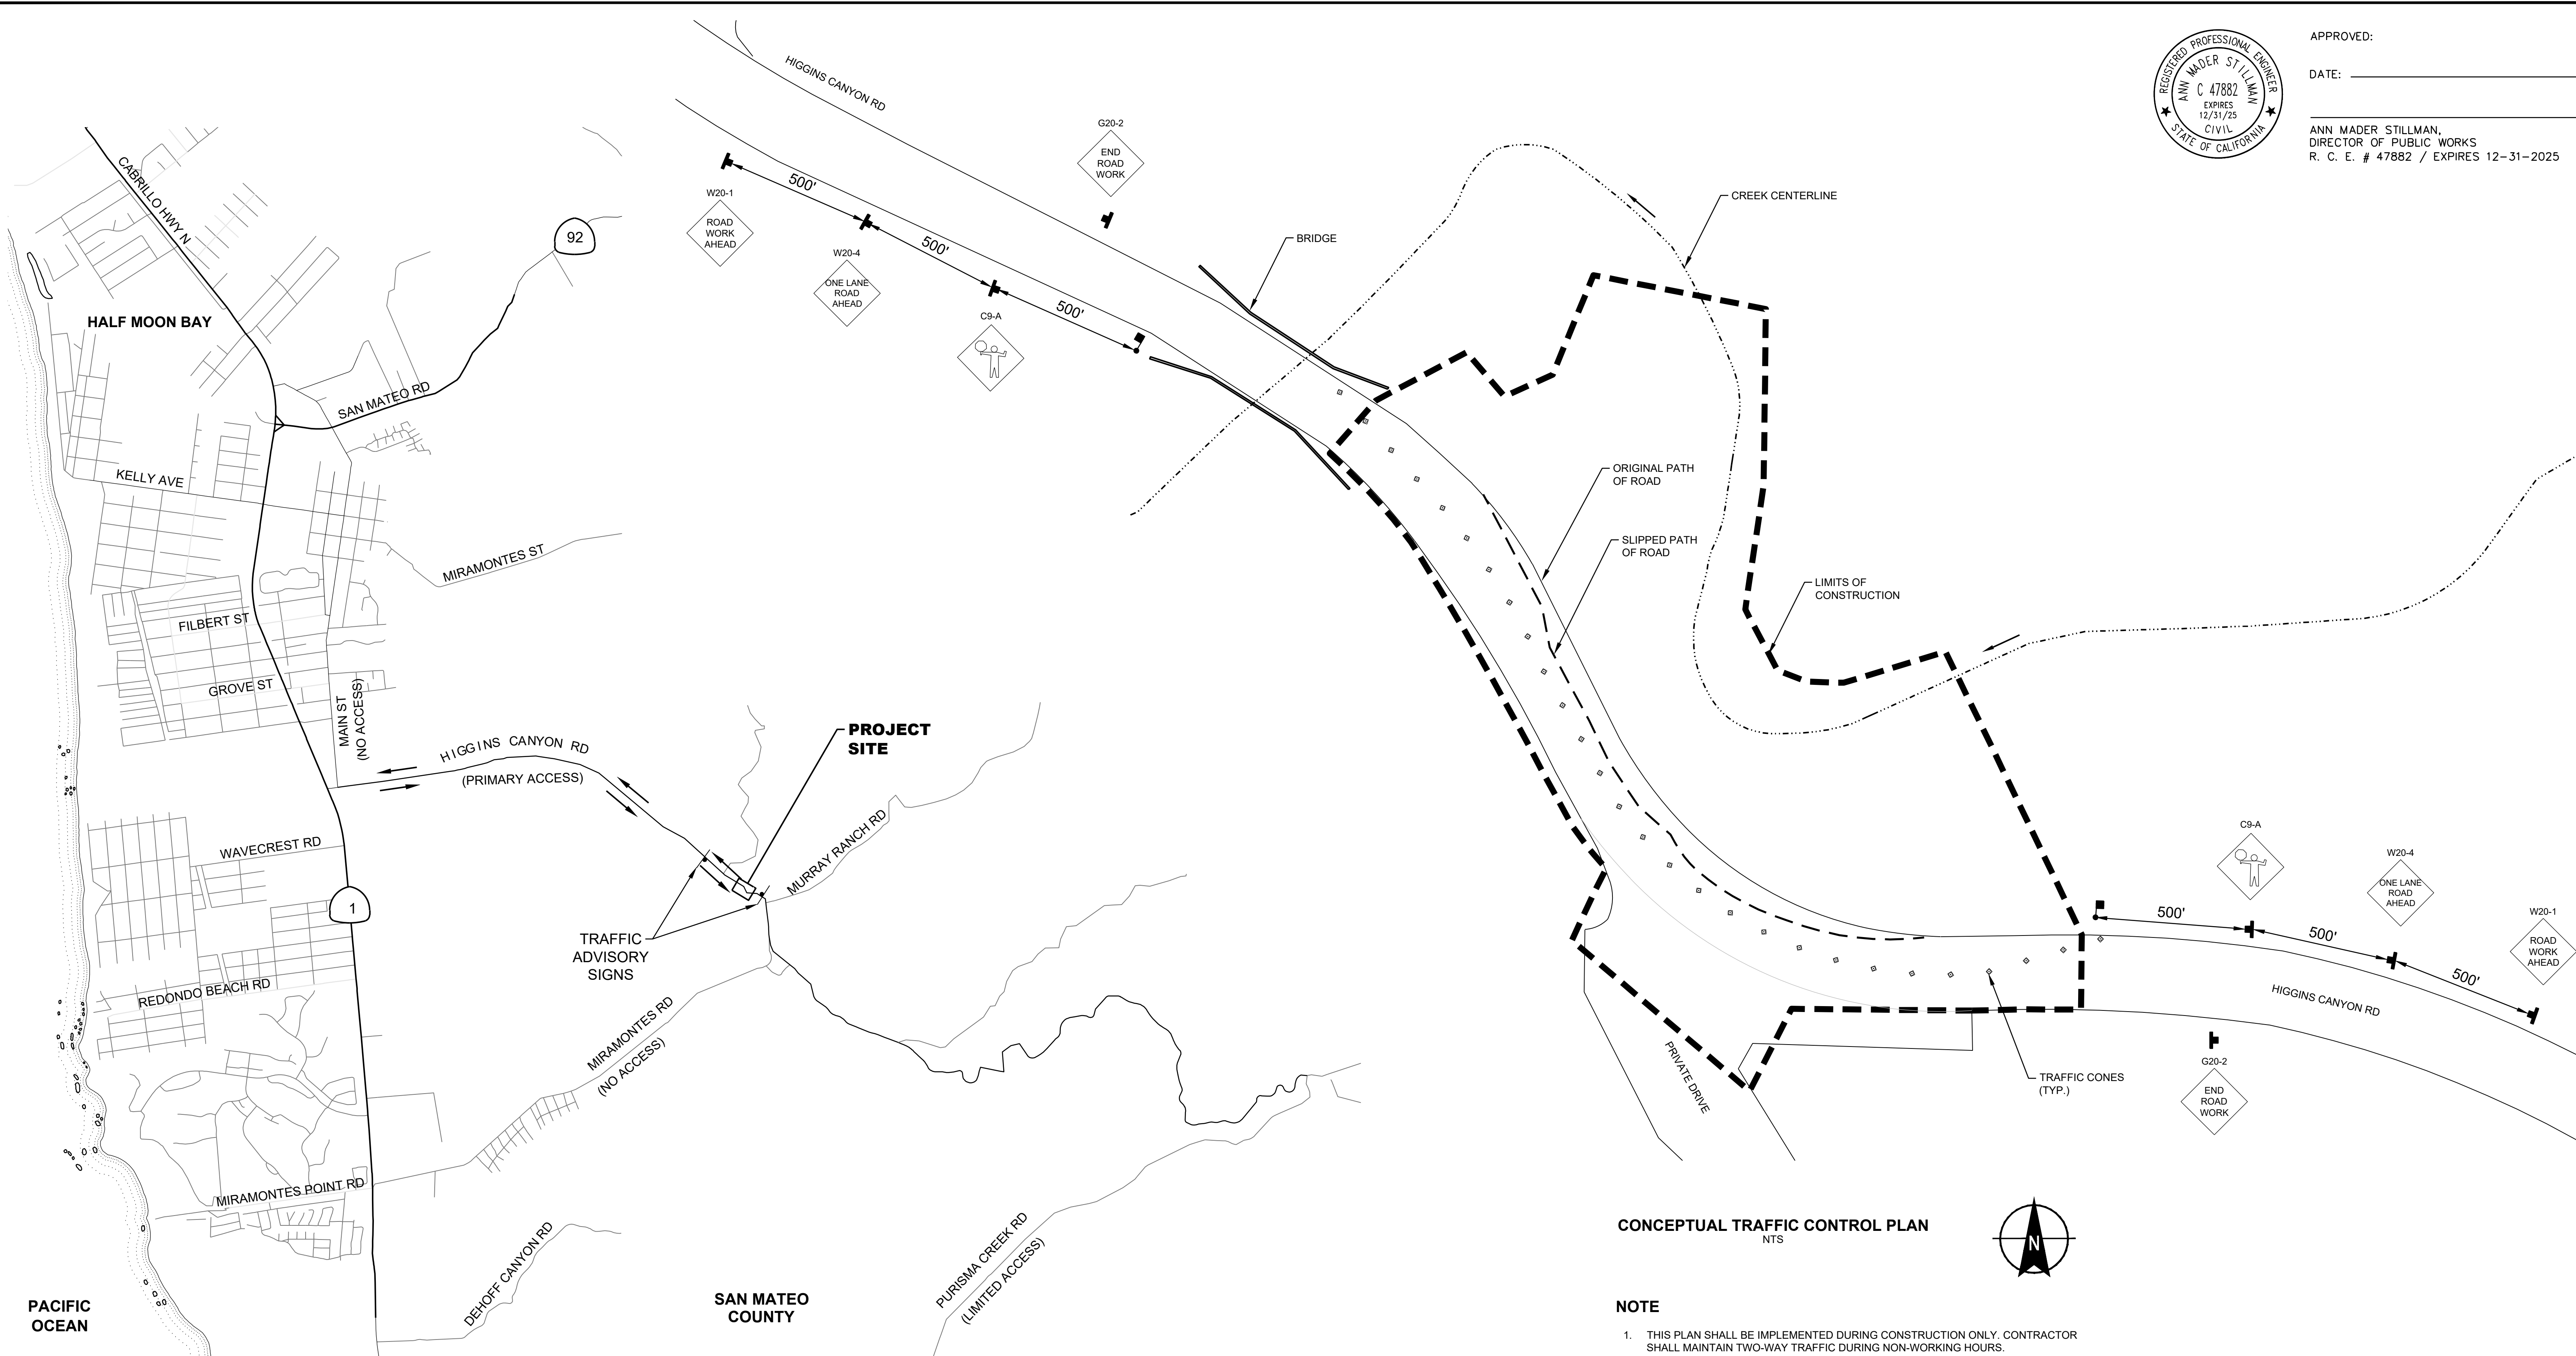 REGISTERED PROFESSIONAL ENGINEER
ANN MADER STILLMAN
C 47882
EXPIRES
12/31/25
CIVIL
STATE OF CALIFORNIA
APPROVED:
DATE:
ANN MADER STILLMAN,
DIRECTOR OF PUBLIC WORKS
R. C. E. # 47882 / EXPIRES 12-31-2025
CABRILLO HWY N
92
HALF MOON BAY
SAN MATEO RD
KELLY AVE
MIRAMONTES ST
FILBERT ST
GROVE ST
MAIN ST
(NO ACCESS)
HIGGINS CANYON RD
(PRIMARY ACCESS)
PROJECT
SITE
WAVECREST RD
MURRAY RANCH RD
1
TRAFFIC
ADVISORY
SIGNS
REDONDO BEACH RD
MIRAMONTES RD
(NO ACCESS)
MIRAMONTES POINT RD
DEHOFF CANYON RD
PURISMA CREEK RD
(LIMITED ACCESS)
PACIFIC
OCEAN
SAN MATEO
COUNTY
HIGGINS CANYON RD
G20-2
END
ROAD
WORK
500'
W20-1
ROAD
WORK
AHEAD
500'
W20-4
ONE LANE
ROAD
AHEAD
500'
C9-A
BRIDGE
CREEK CENTERLINE
ORIGINAL PATH
OF ROAD
SLIPPED PATH
OF ROAD
LIMITS OF
CONSTRUCTION
C9-A
W20-4
ONE LANE
ROAD
AHEAD
W20-1
ROAD
WORK
AHEAD
500'
500'
500'
HIGGINS CANYON RD
G20-2
END
ROAD
WORK
TRAFFIC CONES
(TYP.)
PRIVATE DRIVE
CONCEPTUAL TRAFFIC CONTROL PLAN
NTS
N
NOTE
1. THIS PLAN SHALL BE IMPLEMENTED DURING CONSTRUCTION ONLY. CONTRACTOR
SHALL MAINTAIN TWO-WAY TRAFFIC DURING NON-WORKING HOURS.